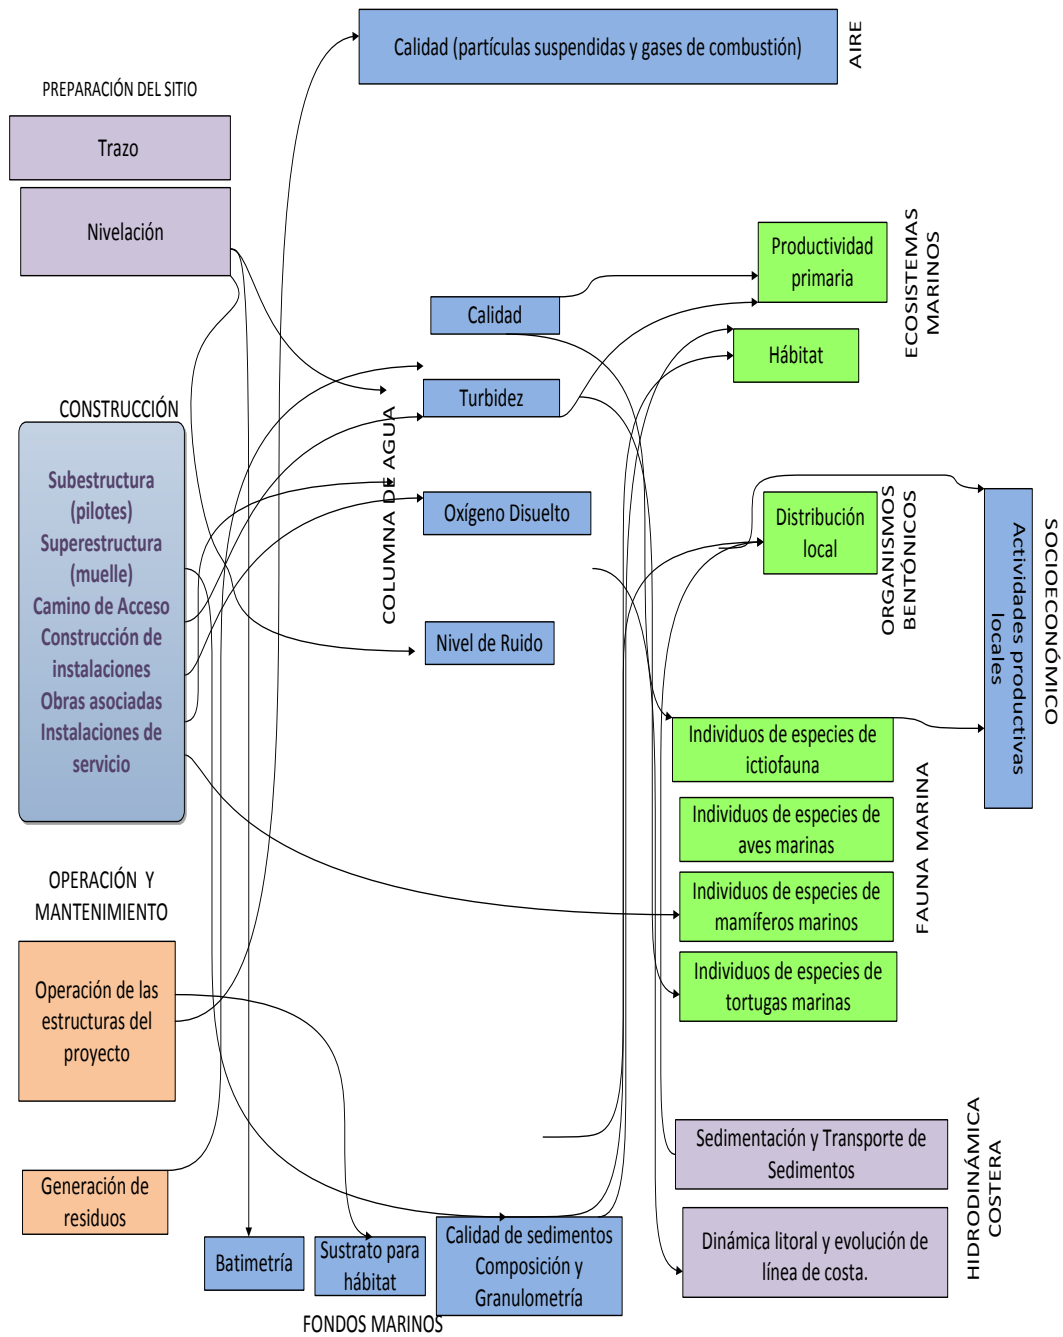 Calidad (partículas suspendidas y gases de combustión)
AIRE
PREPARACIÓN DEL SITIO
Trazo
Nivelación
Productividad
primaria
Hábitat
ECOSISTEMAS
MARINOS
Calidad
Turbidez
Oxígeno Disuelto
Nivel de Ruido
COLUMNA DE AGUA
CONSTRUCCIÓN
Subestructura
(pilotes)
Superestructura
(muelle)
Camino de Acceso
Construcción de
instalaciones
Obras asociadas
Instalaciones de
servicio
Distribución
local
ORGANISMOS
BENTÓNICOS
Actividades productivas
locales
SOCIOECONÓMICO
Individuos de especies de
ictiofauna
Individuos de especies de
aves marinas
Individuos de especies de
mamíferos marinos
Individuos de especies de
tortugas marinas
FAUNA MARINA
OPERACIÓN Y
MANTENIMIENTO
Operación de las
estructuras del
proyecto
Generación de
residuos
Sedimentación y Transporte de
Sedimentos
Dinámica litoral y evolución de
línea de costa.
HIDRODINÁMICA
COSTERA
Batimetría
Sustrato para
hábitat
Calidad de sedimentos
Composición y
Granulometría
FONDOS MARINOS